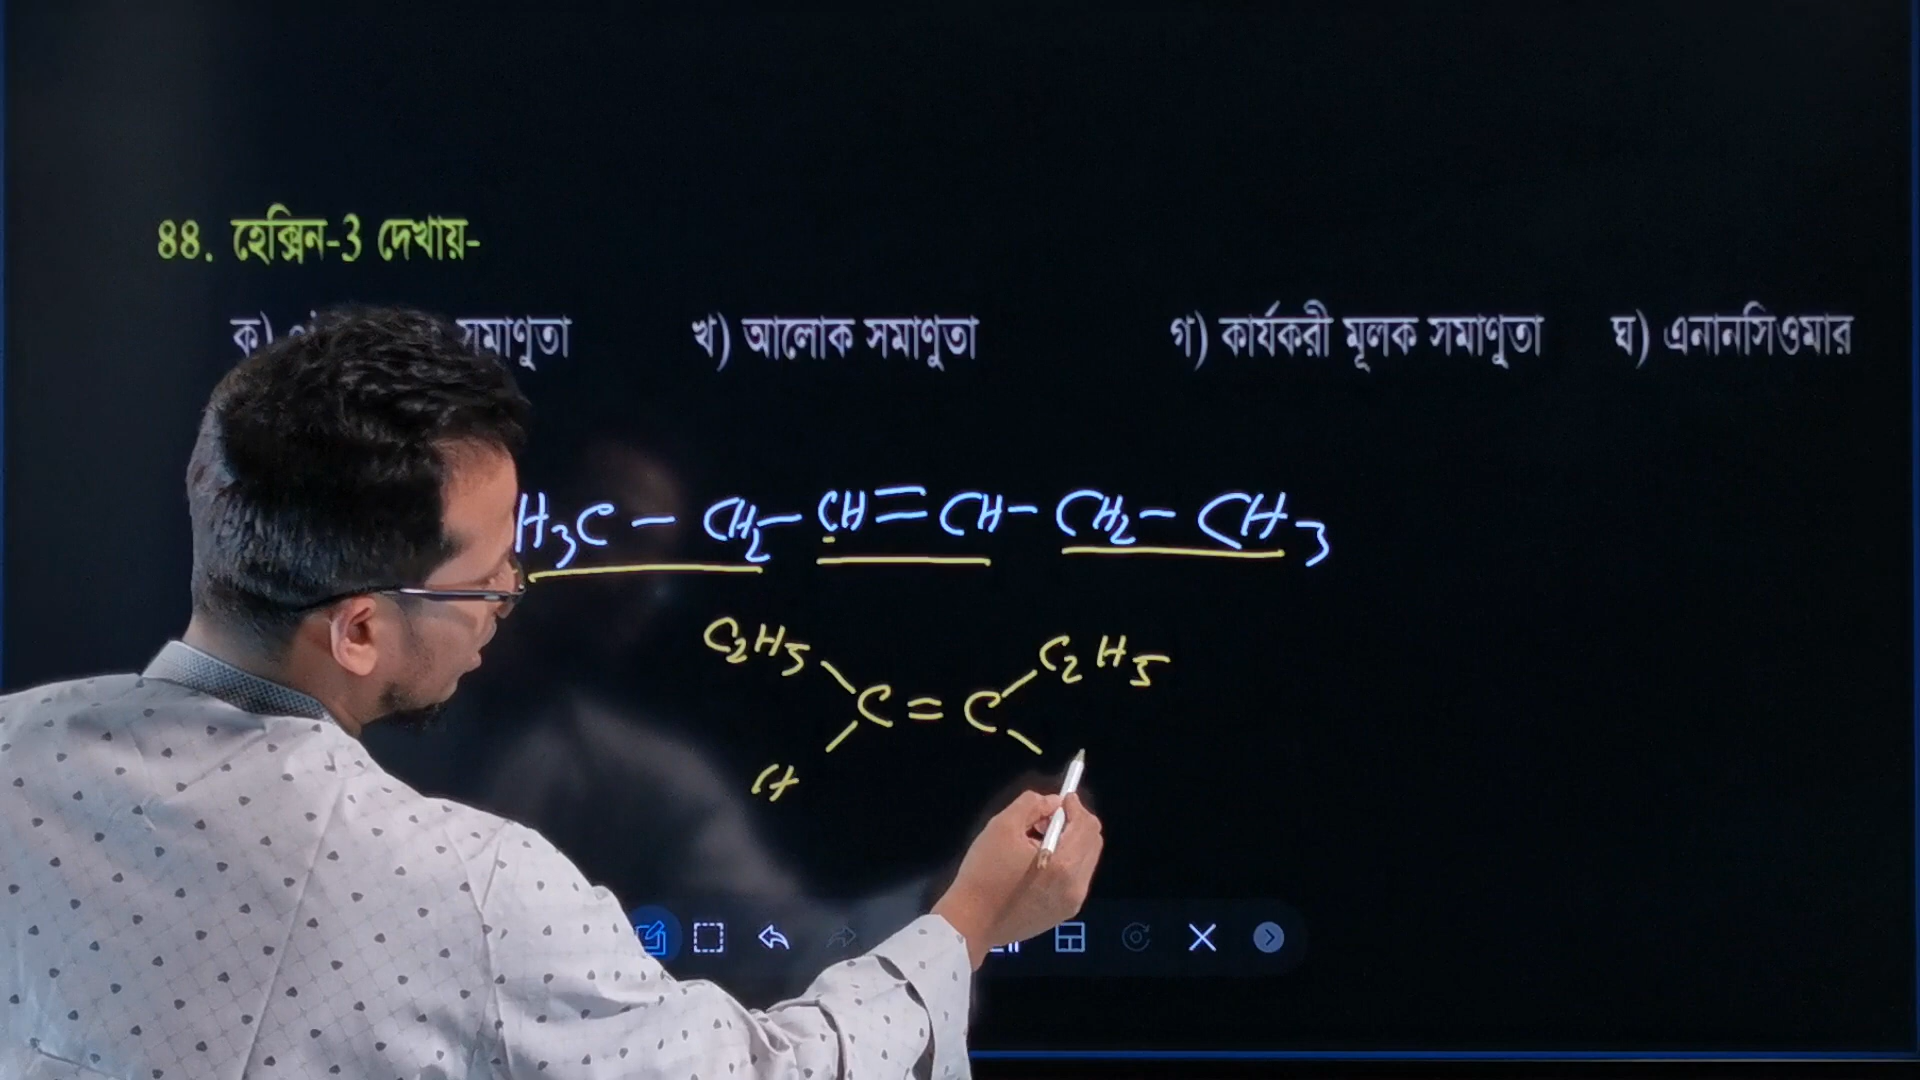 ৪৪. হেক্সিন-3 দেখায়-
ক) সমাণুতা খ) আলোক সমাণুতা গ) কার্যকরী মূলক সমাণুতা ঘ) এনানসিওমার
H3C – CH2 – CH = CH – CH2 – CH3
C2H5 C2H5
C = C
H